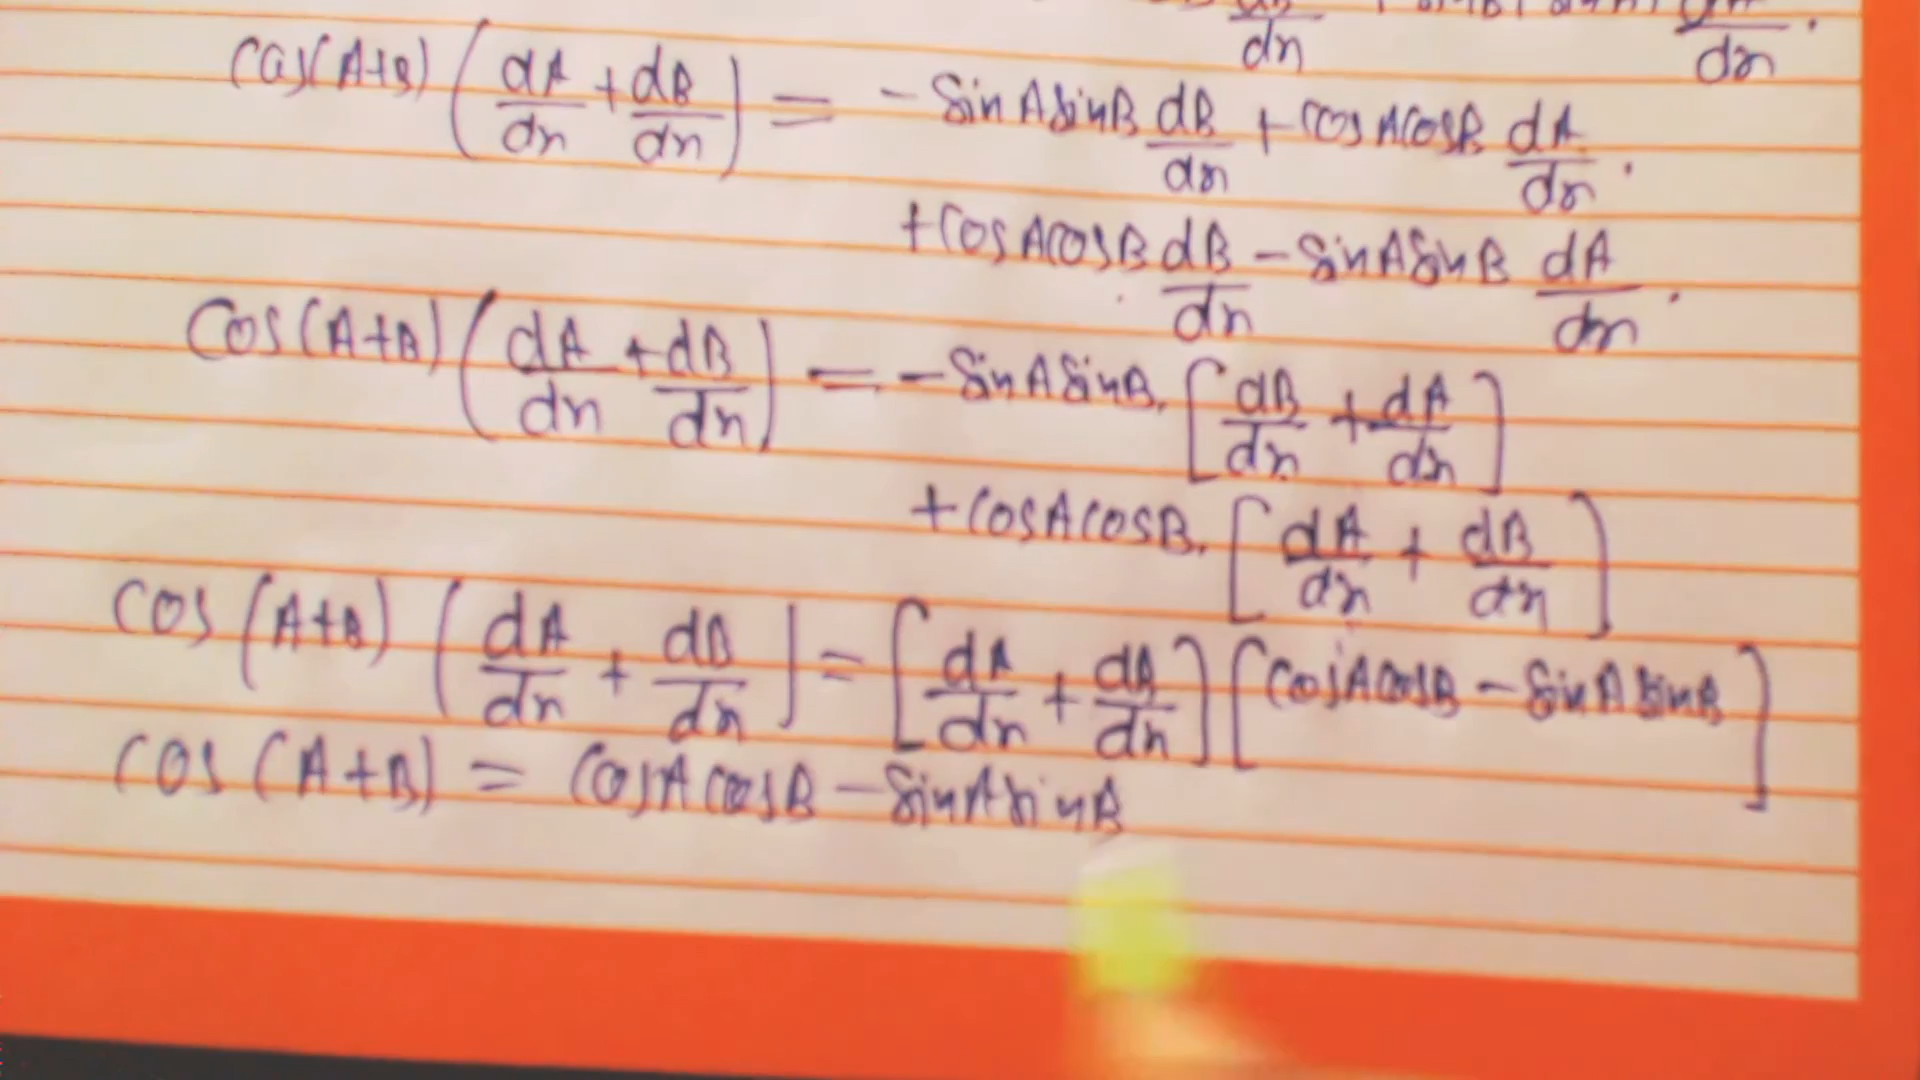 cos(A+B) (dA/dx + dB/dx) = - sinA sinB dB/dx + cosA cosB dA/dx.
+ cosA cosB dB/dx - sinA sinB dA/dx.
cos(A+B) (dA/dx + dB/dx) = - sinA sinB. [dB/dx + dA/dx]
+ cosA cosB. [dA/dx + dB/dx]
cos (A+B) (dA/dx + dB/dx] = [dA/dx + dB/dx] [cosA cosB - sinA sinB]
cos (A+B) = cosA cosB - sinA sinB